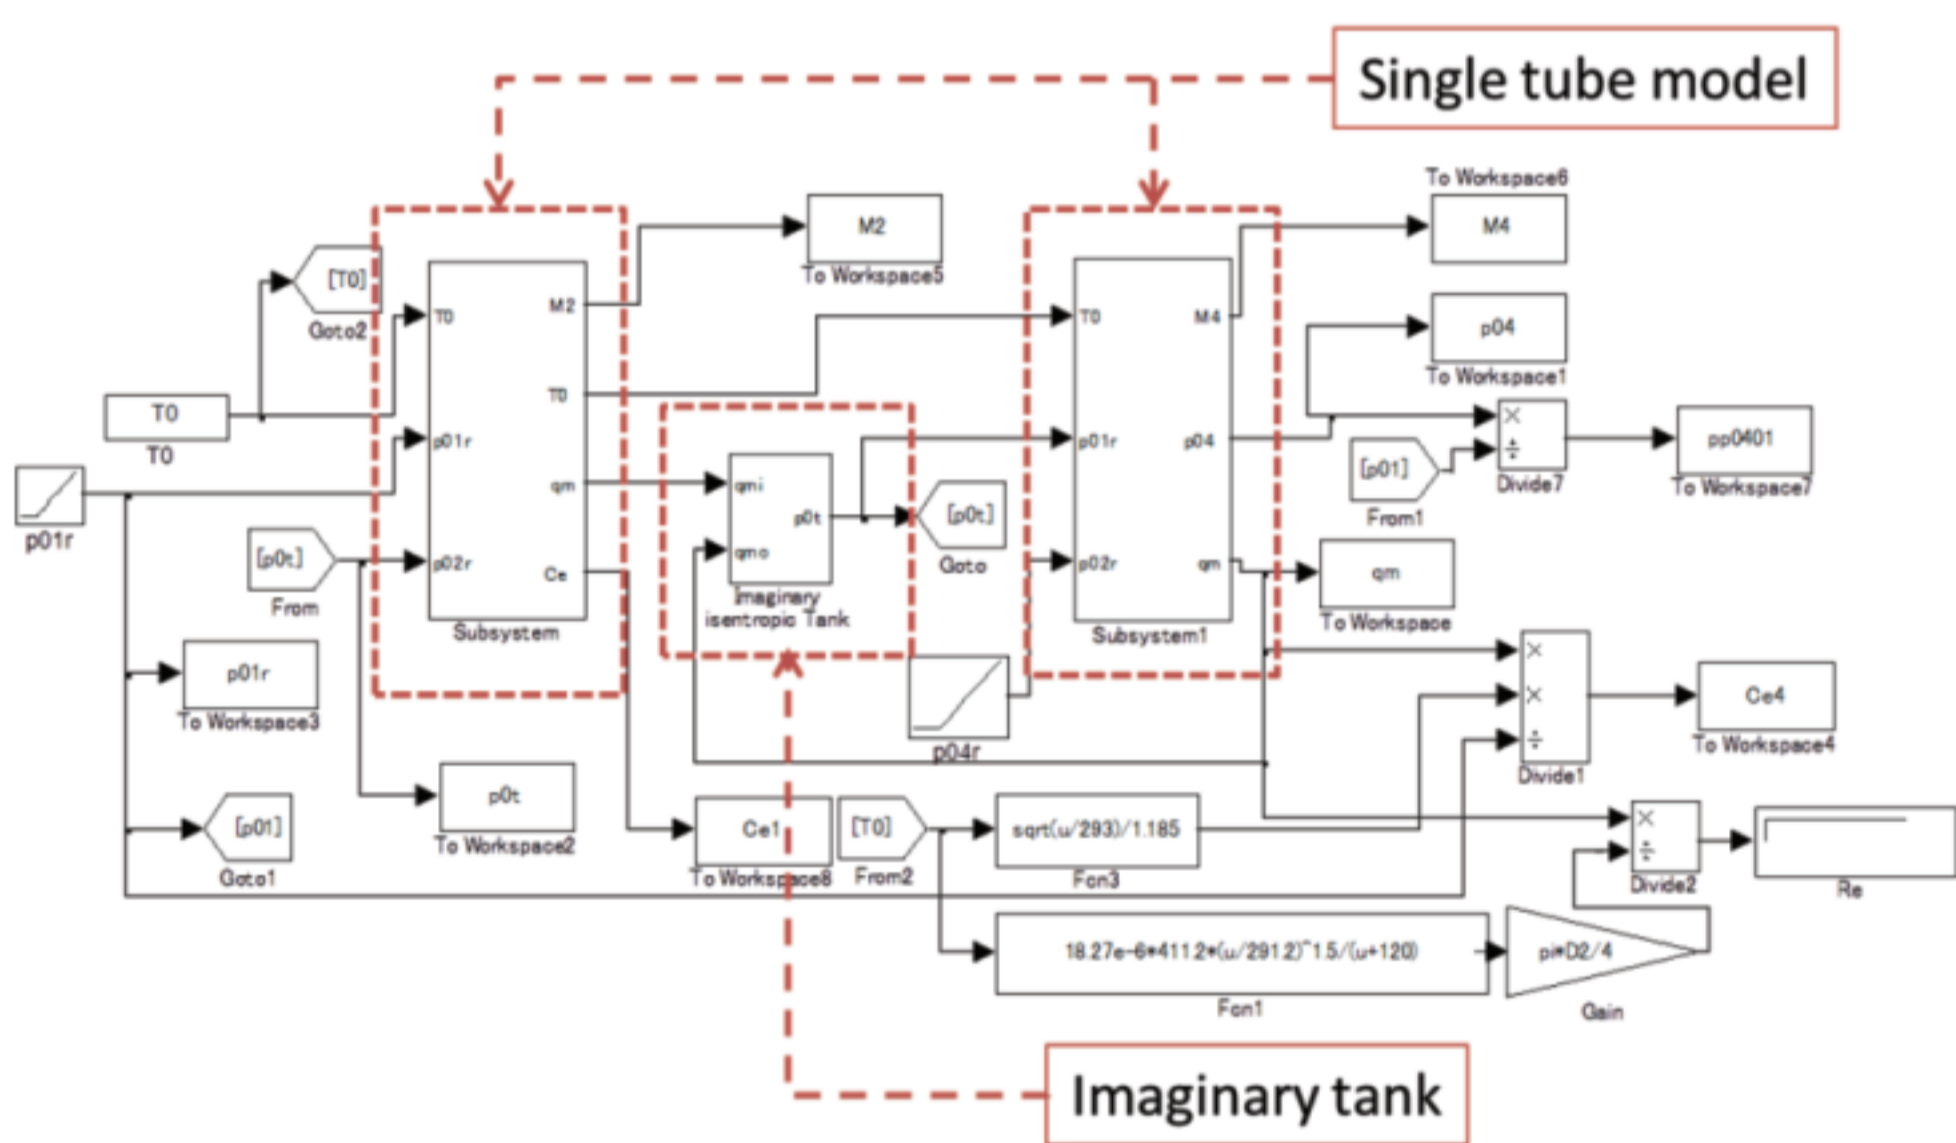 Single tube model
To Workspace6
M2
M4
To Workspace5
[T0]
Goto2
M2
T0
T0
M4
p04
To Workspace1
T0
T0
T0
p01r
p01r
p04
×
÷
[p01]
Divide7
From1
pp0401
To Workspace7
p01r
qm
qmi
p0t
qmo
[p0t]
Goto
Imaginary
isentropic Tank
[p0t]
From
p02r
Ce
Subsystem
p02r
qm
Subsystem1
qm
To Workspace
p01r
To Workspace3
p04r
×
×
÷
Divide1
Ce4
To Workspace4
p0t
To Workspace2
[p01]
Goto1
Ce1
To Workspace8
[T0]
From2
sqrt(u/293)/1.185
Fcn3
×
÷
Divide2
Re
18.27e-6*411.2*(u/291.2)^1.5/(u+120)
Fcn1
pi*D2/4
Gain
Imaginary tank